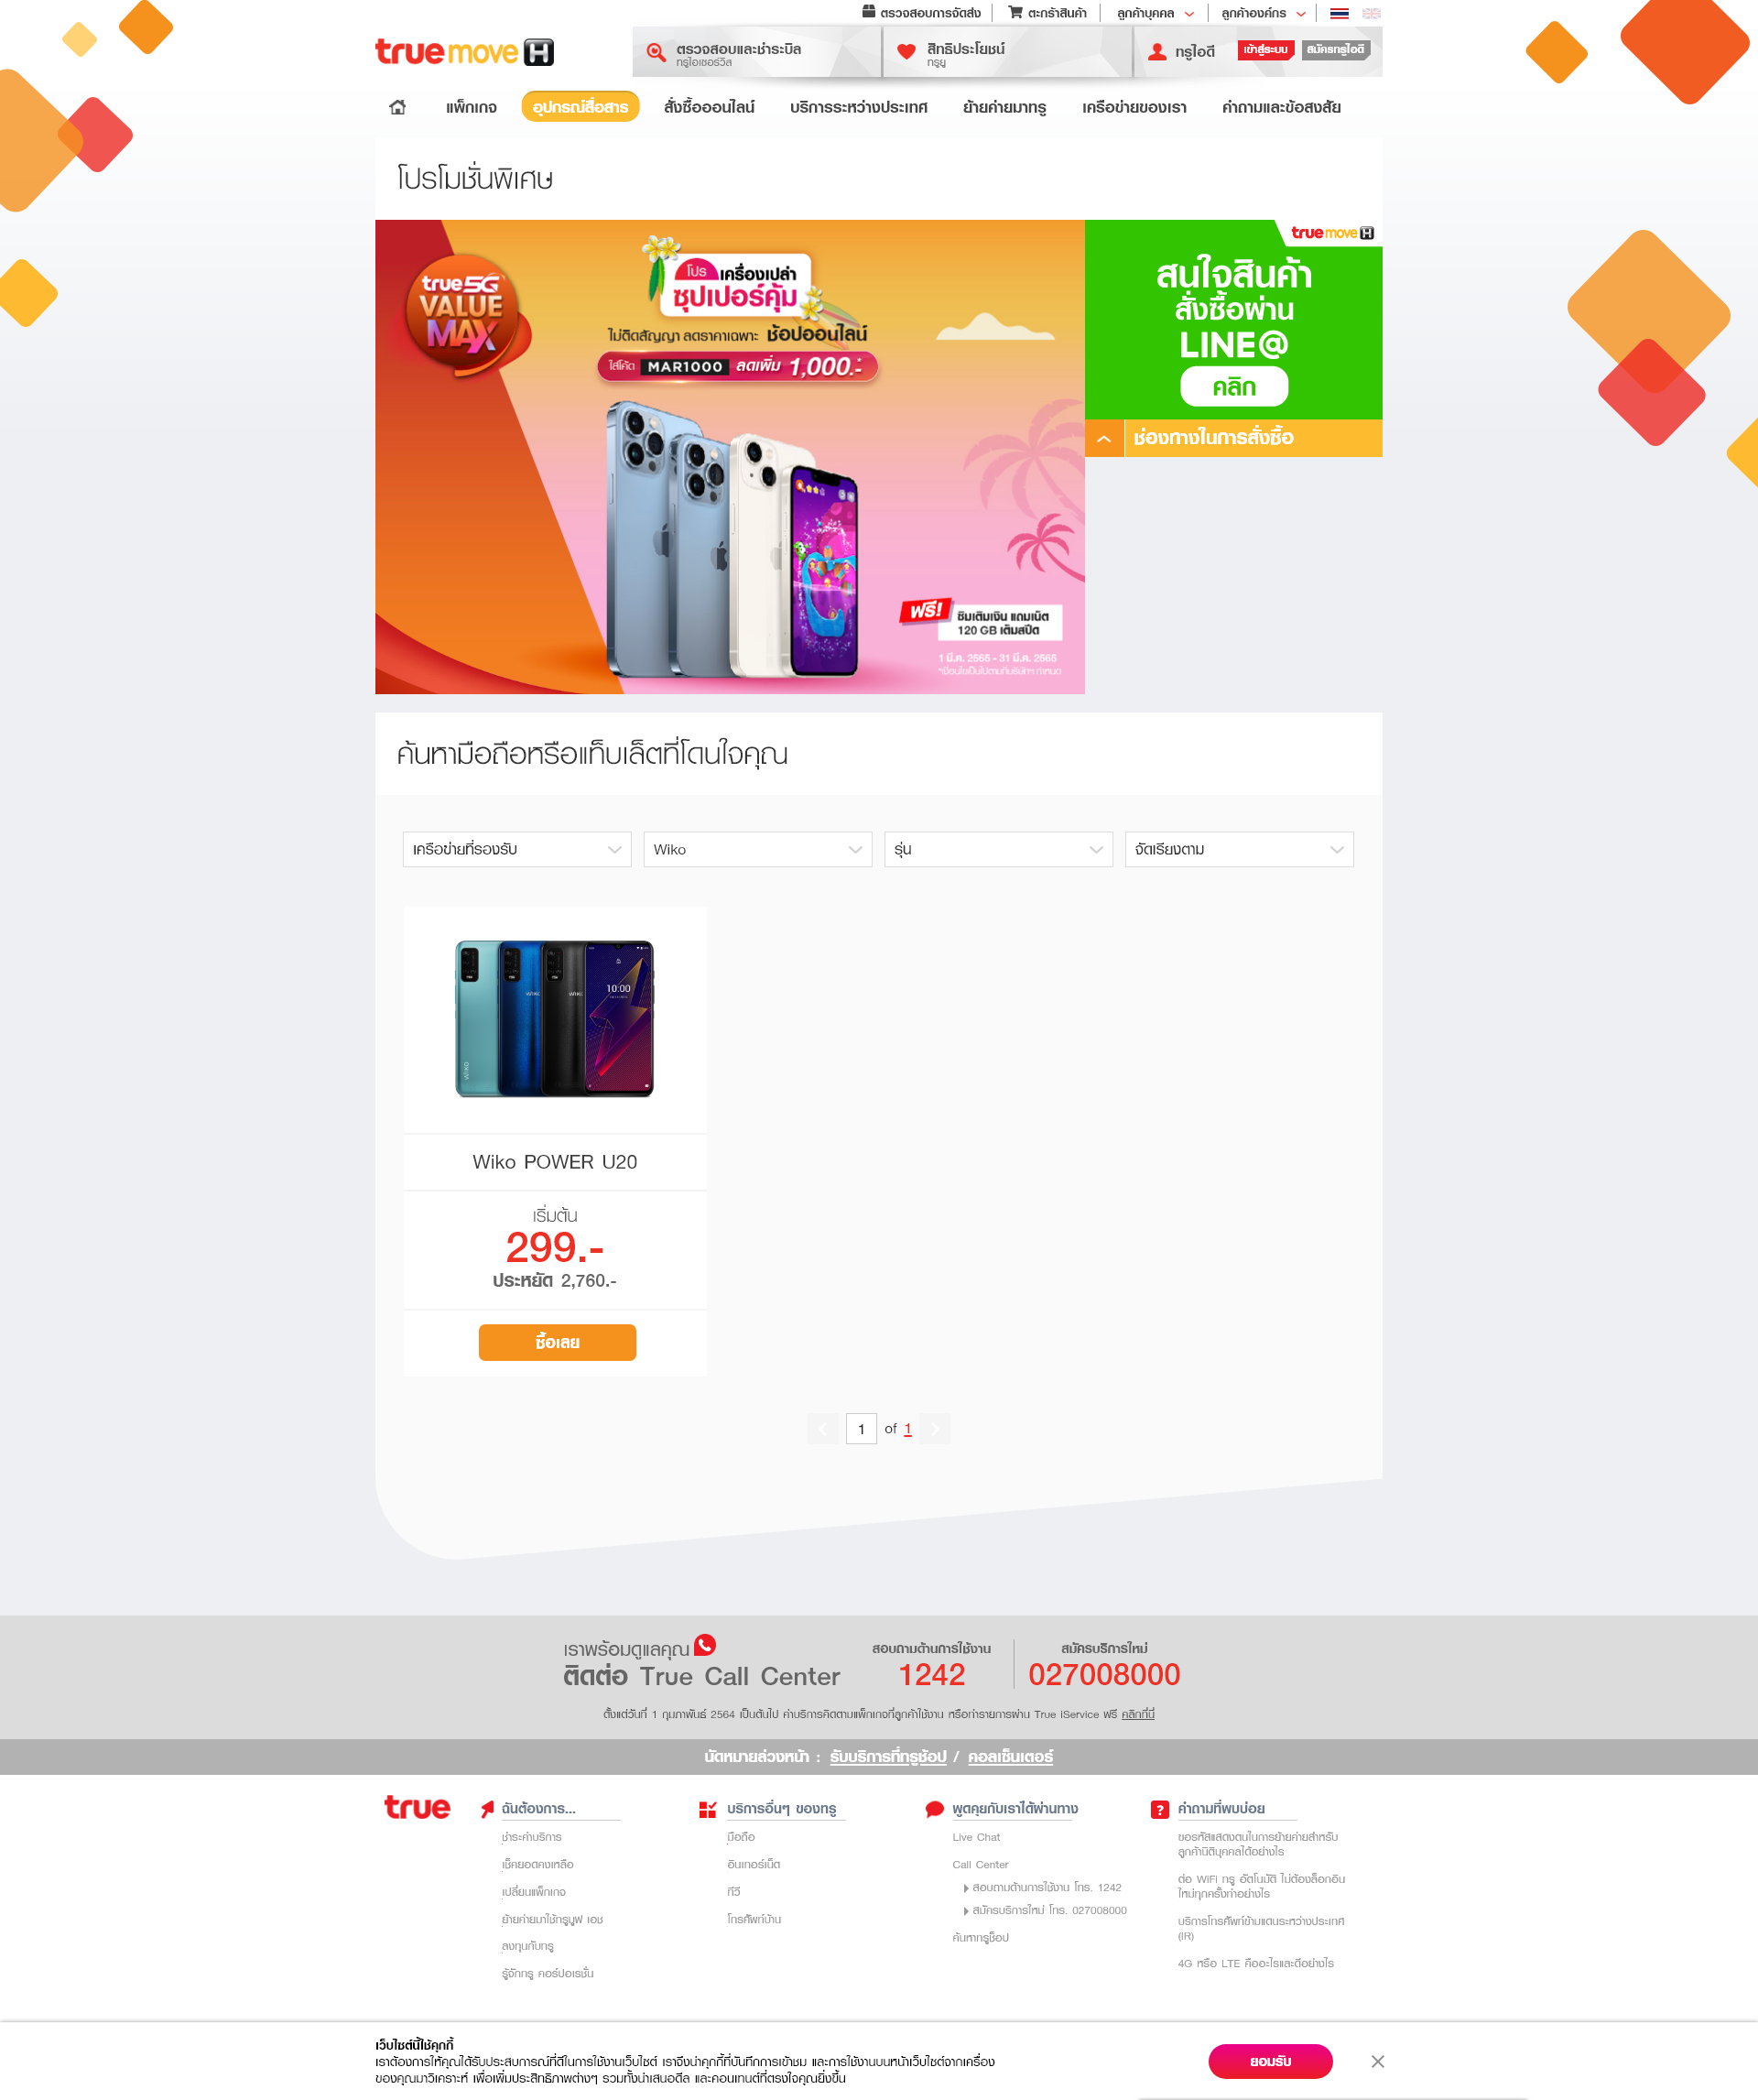 ตรวจสอบการจัดส่ง
ตะกร้าสินค้า
ลูกค้าบุคคล
ลูกค้าองค์กร
true move H
ตรวจสอบและชำระบิล
ทรูไอเซอร์วิส
สิทธิประโยชน์
ทรูยู
ทรูไอดี
เข้าสู่ระบบ
สมัครทรูไอดี
แพ็กเกจ
อุปกรณ์สื่อสาร
สั่งซื้อออนไลน์
บริการระหว่างประเทศ
ย้ายค่ายมาทรู
เครือข่ายของเรา
คำถามและข้อสงสัย
โปรโมชั่นพิเศษ
true 5G
VALUE
MAX
โปร เครื่องเปล่า
ซุปเปอร์คุ้ม
ไม่ติดสัญญา ลดราคาเฉพาะ ช้อปออนไลน์
ใส่โค้ด MAR1000 ลดเพิ่ม 1,000.-
ฟรี!
ซิมเติมเงิน แถมเน็ต
120 GB เต็มสปีด
1 มี.ค. 2565 - 31 มี.ค. 2565
*เงื่อนไขเป็นไปตามที่บริษัทฯ กำหนด
true move H
สนใจสินค้า
สั่งซื้อผ่าน
LINE@
คลิก
ช่องทางในการสั่งซื้อ
ค้นหามือถือหรือแท็บเล็ตที่โดนใจคุณ
เครือข่ายที่รองรับ
Wiko
รุ่น
จัดเรียงตาม
WIKO
WIKO
WIKO
10:00
Wiko POWER U20
เริ่มต้น
299.-
ประหยัด 2,760.-
ซื้อเลย
1 of 1
เราพร้อมดูแลคุณ
ติดต่อ True Call Center
สอบถามด้านการใช้งาน
1242
สมัครบริการใหม่
027008000
ตั้งแต่วันที่ 1 กุมภาพันธ์ 2564 เป็นต้นไป ค่าบริการคิดตามแพ็กเกจที่ลูกค้าใช้งาน หรือทำรายการผ่าน True iService ฟรี คลิกที่นี่
นัดหมายล่วงหน้า : รับบริการที่ทรูช้อป / คอลเซ็นเตอร์
true
ฉันต้องการ...
ชำระค่าบริการ
เช็คยอดคงเหลือ
เปลี่ยนแพ็กเกจ
ย้ายค่ายมาใช้ทรูมูฟ เอช
ลงทุนกับทรู
รู้จักทรู คอร์ปอเรชั่น
บริการอื่นๆ ของทรู
มือถือ
อินเทอร์เน็ต
ทีวี
โทรศัพท์บ้าน
พูดคุยกับเราได้ผ่านทาง
Live Chat
Call Center
สอบถามด้านการใช้งาน โทร. 1242
สมัครบริการใหม่ โทร. 027008000
ค้นหาทรูช็อป
คำถามที่พบบ่อย
ขอรหัสแสดงตนในการย้ายค่ายสำหรับ
ลูกค้านิติบุคคลได้อย่างไร
ต่อ WiFi ทรู อัตโนมัติ ไม่ต้องล็อกอิน
ใหม่ทุกครั้งทำอย่างไร
บริการโทรศัพท์ข้ามแดนระหว่างประเทศ
(IR)
4G หรือ LTE คืออะไรและดีอย่างไร
เว็บไซต์นี้ใช้คุกกี้
เราต้องการให้คุณได้รับประสบการณ์ที่ดีในการใช้งานเว็บไซต์ เราจึงนำคุกกี้ที่บันทึกการเข้าชม และการใช้งานบนหน้าเว็บไซต์จากเครื่อง
ของคุณมาวิเคราะห์ เพื่อเพิ่มประสิทธิภาพต่างๆ รวมทั้งนำเสนอดีล และคอนเทนต์ที่ตรงใจคุณยิ่งขึ้น
ยอมรับ